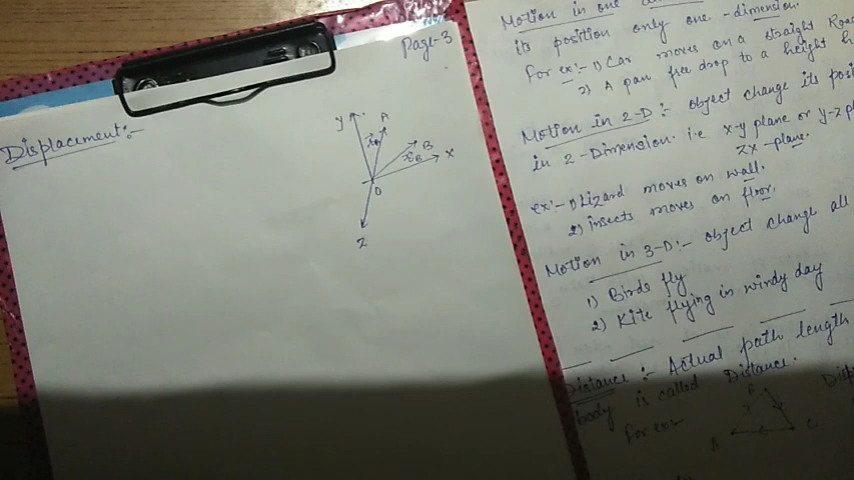 Page-3
Displacement:-
y
A
B
x
O
z
Motion in one
its position only one-dimension.
for ex:- 1) Car moves on a straight Road
2) A pan free drop to a height h
Motion in 2-D:- object change its posi
in 2-Dimension. i.e x-y plane or y-z p
zx-plane.
ex:- 1) Lizard moves on wall.
2) insects moves on floor.
Motion in 3-D:- object change all
1) Birds fly
2) Kite flying in windy day
Distance:- Actual path length
body is called Distance.
for ex:-
B
A
C